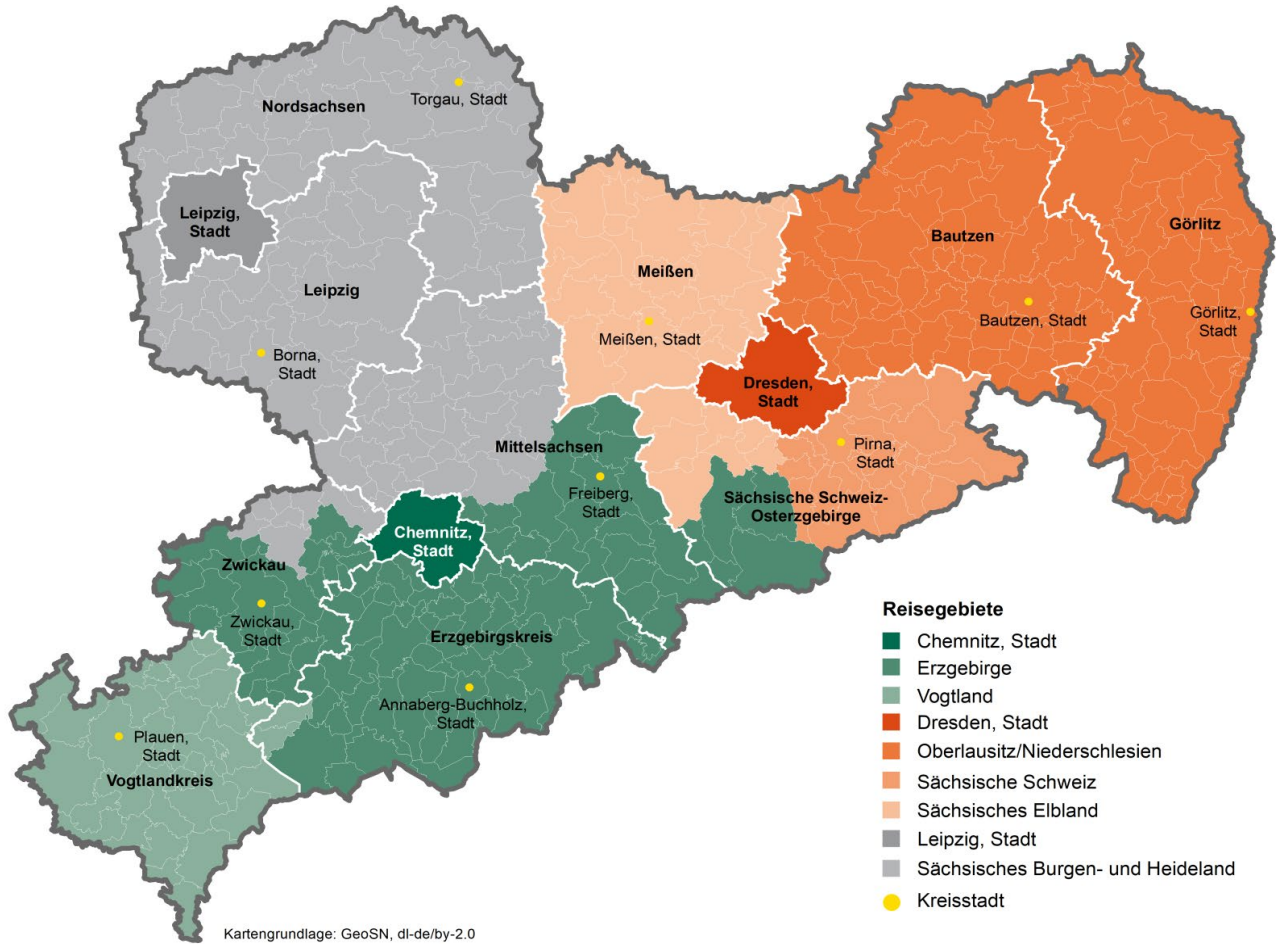 Nordsachsen
Torgau, Stadt
Leipzig,
Stadt
Leipzig
Borna,
Stadt
Meißen
Meißen, Stadt
Bautzen
Bautzen, Stadt
Görlitz
Görlitz,
Stadt
Dresden,
Stadt
Mittelsachsen
Freiberg,
Stadt
Pirna,
Stadt
Sächsische Schweiz-
Osterzgebirge
Chemnitz,
Stadt
Zwickau
Zwickau,
Stadt
Erzgebirgskreis
Annaberg-Buchholz,
Stadt
Plauen,
Stadt
Vogtlandkreis
Reisegebiete
Chemnitz, Stadt
Erzgebirge
Vogtland
Dresden, Stadt
Oberlausitz/Niederschlesien
Sächsische Schweiz
Sächsisches Elbland
Leipzig, Stadt
Sächsisches Burgen- und Heideland
Kreisstadt
Kartengrundlage: GeoSN, dl-de/by-2.0